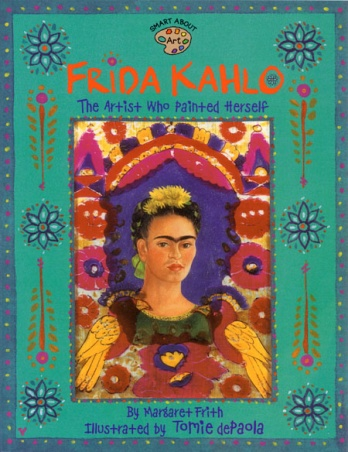 SMART ABOUT
Art
FRIDA KAHLO
The Artist Who Painted Herself
By Margaret Frith
Illustrated by Tomie dePaola